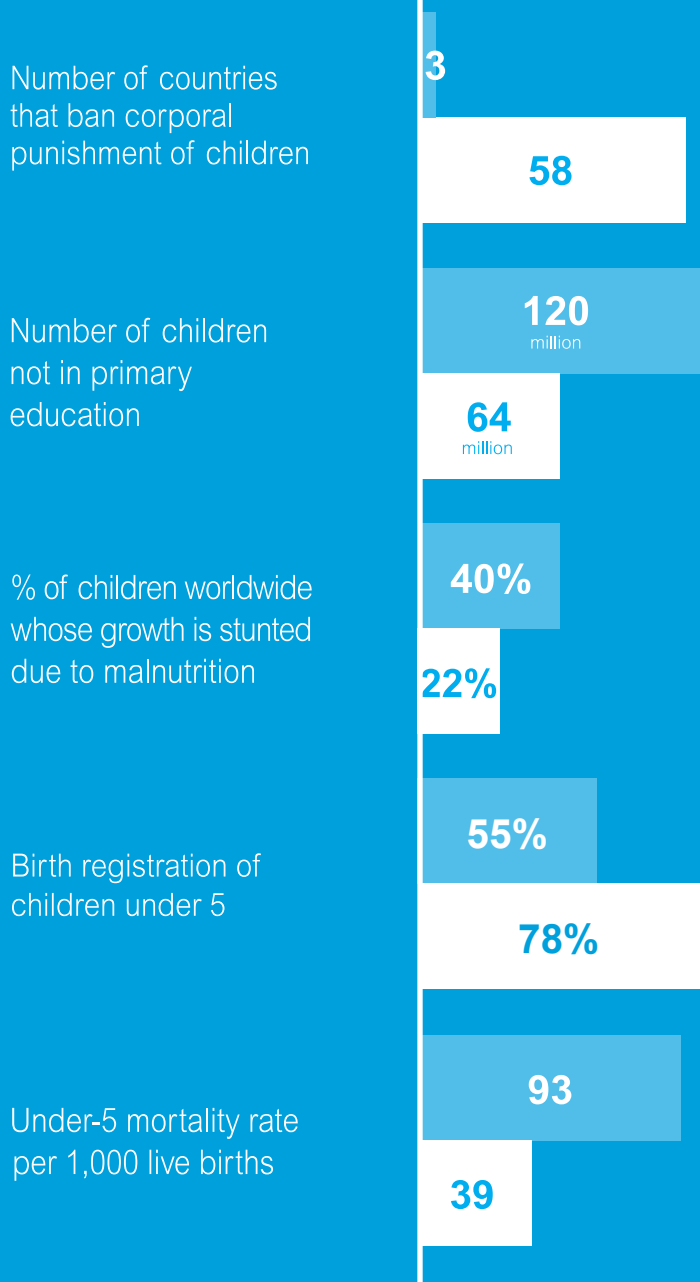 Number of countries
that ban corporal
punishment of children
3
58
Number of children
not in primary
education
120
million
64
million
% of children worldwide
whose growth is stunted
due to malnutrition
40%
22%
Birth registration of
children under 5
55%
78%
Under-5 mortality rate
per 1,000 live births
93
39